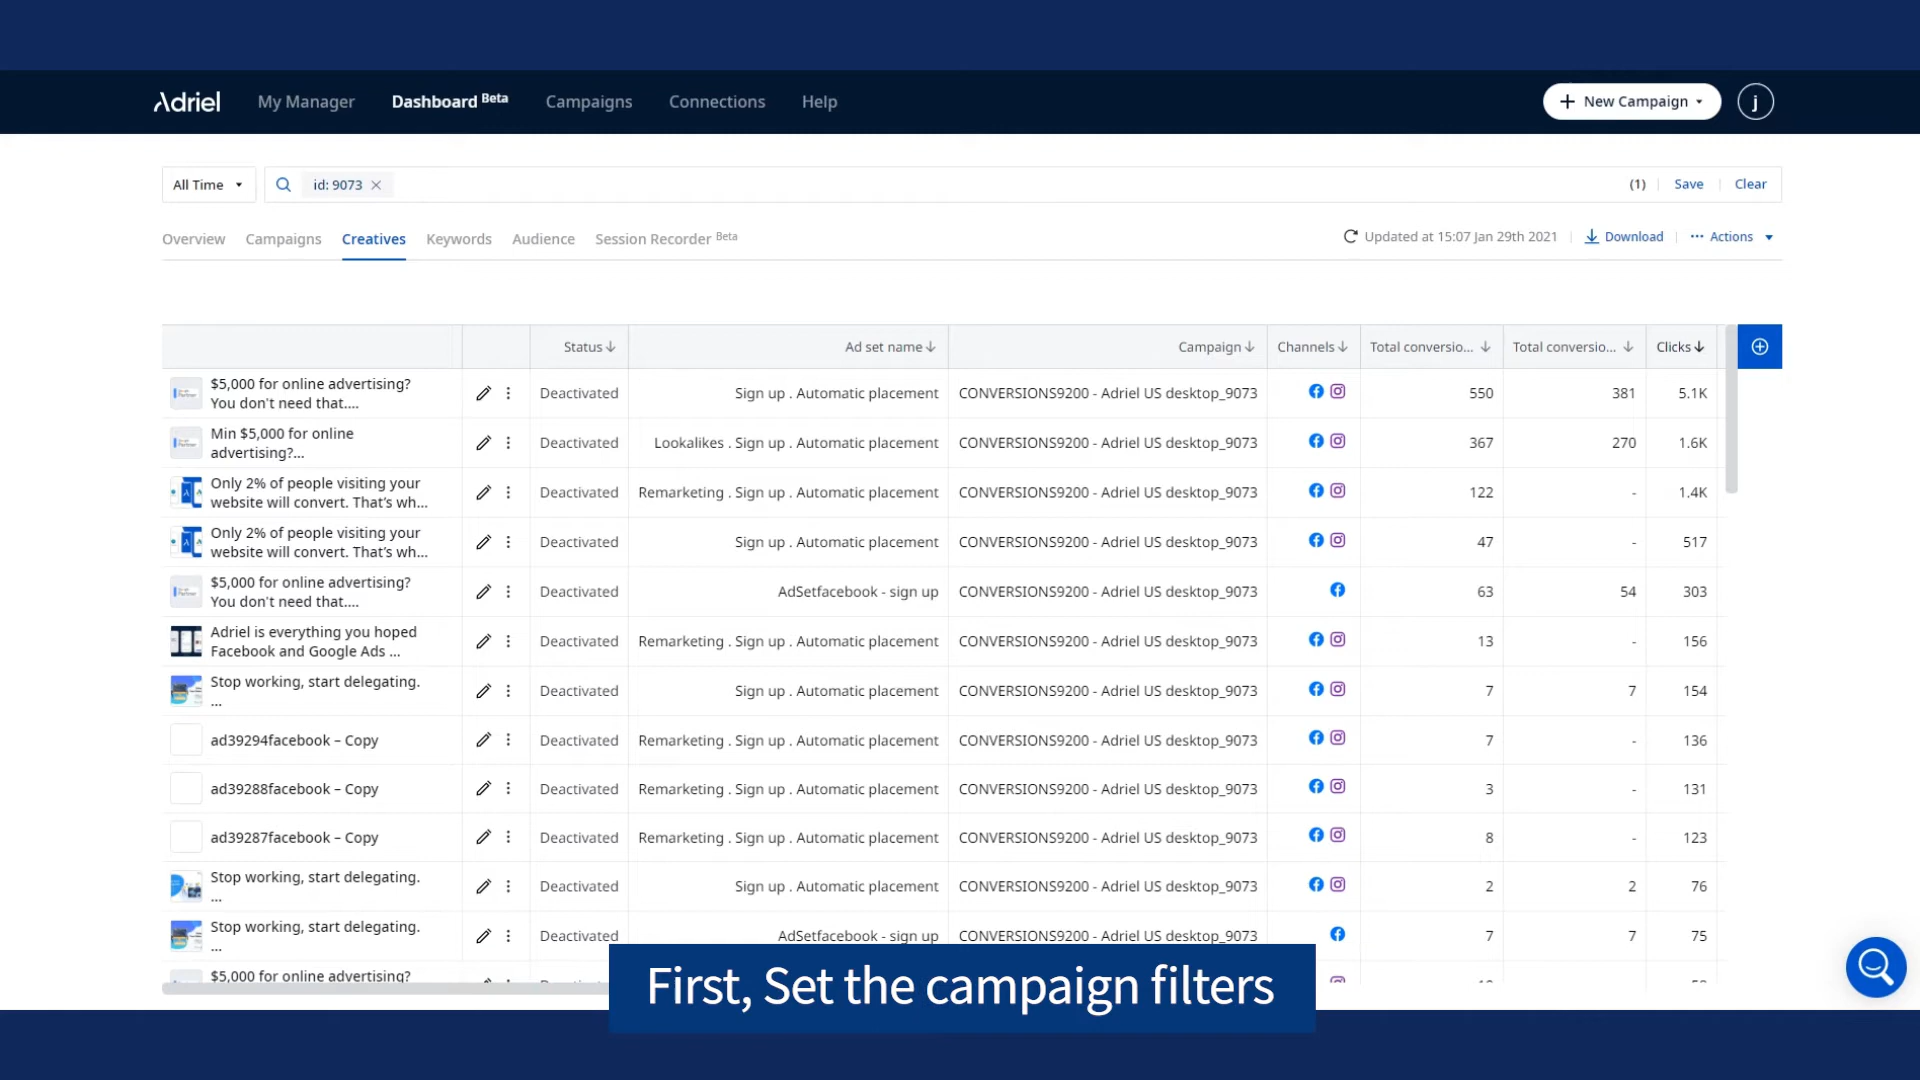 Adriel My Manager Dashboard Beta Campaigns Connections Help + New Campaign j
All Time id: 9073 (1) Save Clear
Overview Campaigns Creatives Keywords Audience Session Recorder Beta Updated at 15:07 Jan 29th 2021 Download ··· Actions
Status Ad set name Campaign Channels Total conversio... Total conversio... Clicks
$5,000 for online advertising?
You don't need that....
Deactivated Sign up . Automatic placement CONVERSIONS9200 - Adriel US desktop_9073 550 381 5.1K
Min $5,000 for online
advertising?...
Deactivated Lookalikes . Sign up . Automatic placement CONVERSIONS9200 - Adriel US desktop_9073 367 270 1.6K
Only 2% of people visiting your
website will convert. That's wh...
Deactivated Remarketing . Sign up . Automatic placement CONVERSIONS9200 - Adriel US desktop_9073 122 - 1.4K
Only 2% of people visiting your
website will convert. That's wh...
Deactivated Sign up . Automatic placement CONVERSIONS9200 - Adriel US desktop_9073 47 - 517
$5,000 for online advertising?
You don't need that....
Deactivated AdSetfacebook - sign up CONVERSIONS9200 - Adriel US desktop_9073 63 54 303
Adriel is everything you hoped
Facebook and Google Ads ...
Deactivated Remarketing . Sign up . Automatic placement CONVERSIONS9200 - Adriel US desktop_9073 13 - 156
Stop working, start delegating.
...
Deactivated Sign up . Automatic placement CONVERSIONS9200 - Adriel US desktop_9073 7 7 154
ad39294facebook – Copy Deactivated Remarketing . Sign up . Automatic placement CONVERSIONS9200 - Adriel US desktop_9073 7 - 136
ad39288facebook – Copy Deactivated Remarketing . Sign up . Automatic placement CONVERSIONS9200 - Adriel US desktop_9073 3 - 131
ad39287facebook – Copy Deactivated Remarketing . Sign up . Automatic placement CONVERSIONS9200 - Adriel US desktop_9073 8 - 123
Stop working, start delegating.
...
Deactivated Sign up . Automatic placement CONVERSIONS9200 - Adriel US desktop_9073 2 2 76
Stop working, start delegating.
...
Deactivated AdSetfacebook - sign up CONVERSIONS9200 - Adriel US desktop_9073 7 7 75
$5,000 for online advertising?
First, Set the campaign filters